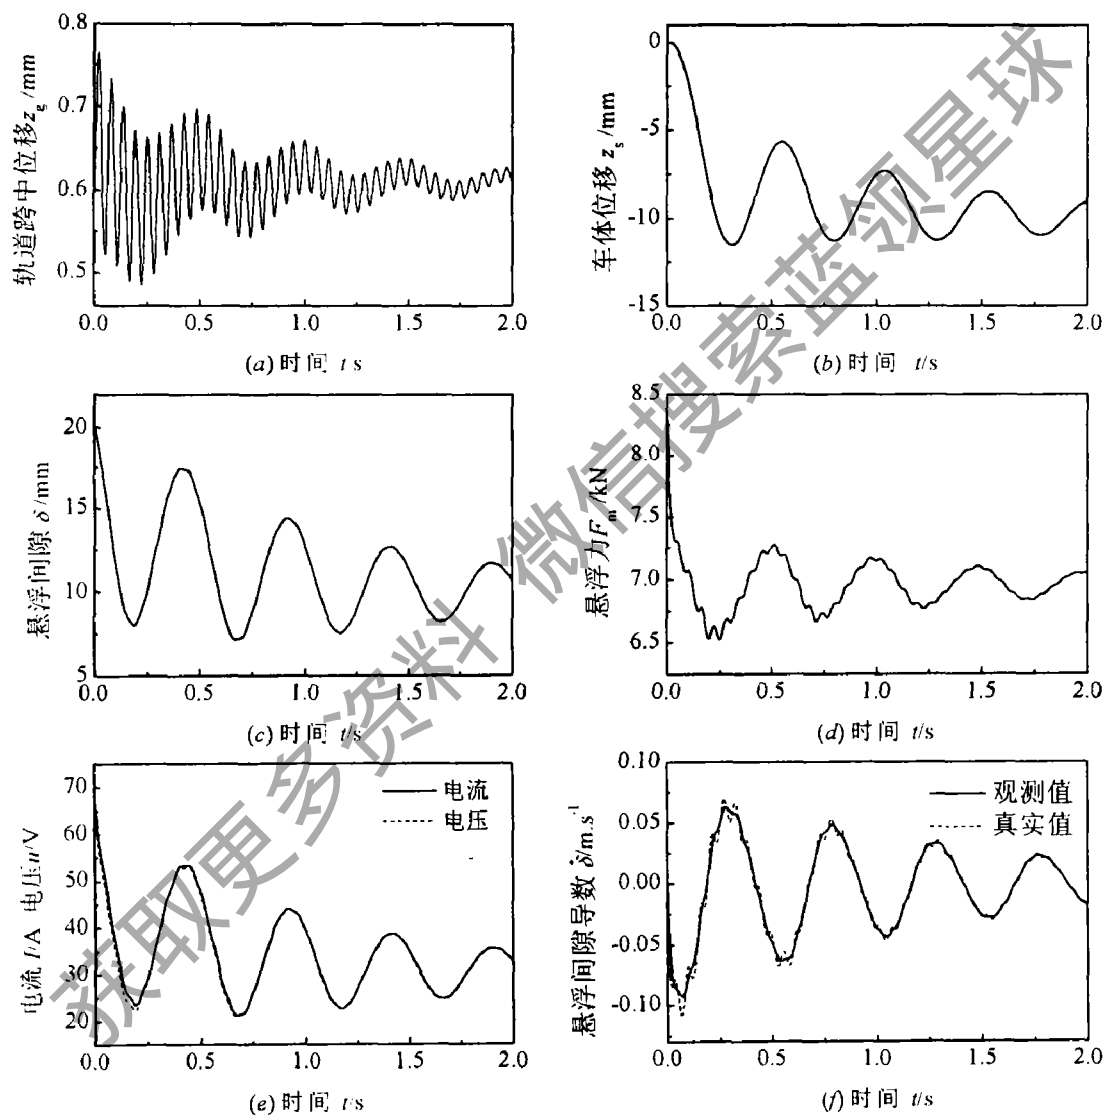 0.8
0.7
0.6
0.5
轨道跨中位移z_g/mm
0.0 0.5 1.0 1.5 2.0
(a)时间 t s
0
-5
-10
-15
车体位移 z_s/mm
0.0 0.5 1.0 1.5 2.0
(b)时间 t/s
20
15
10
5
悬浮间隙 δ/mm
0.0 0.5 1.0 1.5 2.0
(c)时间 t/s
8.5
8.0
7.5
7.0
6.5
悬浮力F_m/kN
0.0 0.5 1.0 1.5 2.0
(d)时间 t/s
70
60
50
40
30
20
电流 I/A 电压u/V
电流
电压
0.0 0.5 1.0 1.5 2.0
(e)时间 t/s
0.10
0.05
0.00
-0.05
-0.10
悬浮间隙导数 δ̇/m.s⁻¹
观测值
真实值
0.0 0.5 1.0 1.5 2.0
(f)时间 t/s
获取更多资料 微信搜索蓝领星球